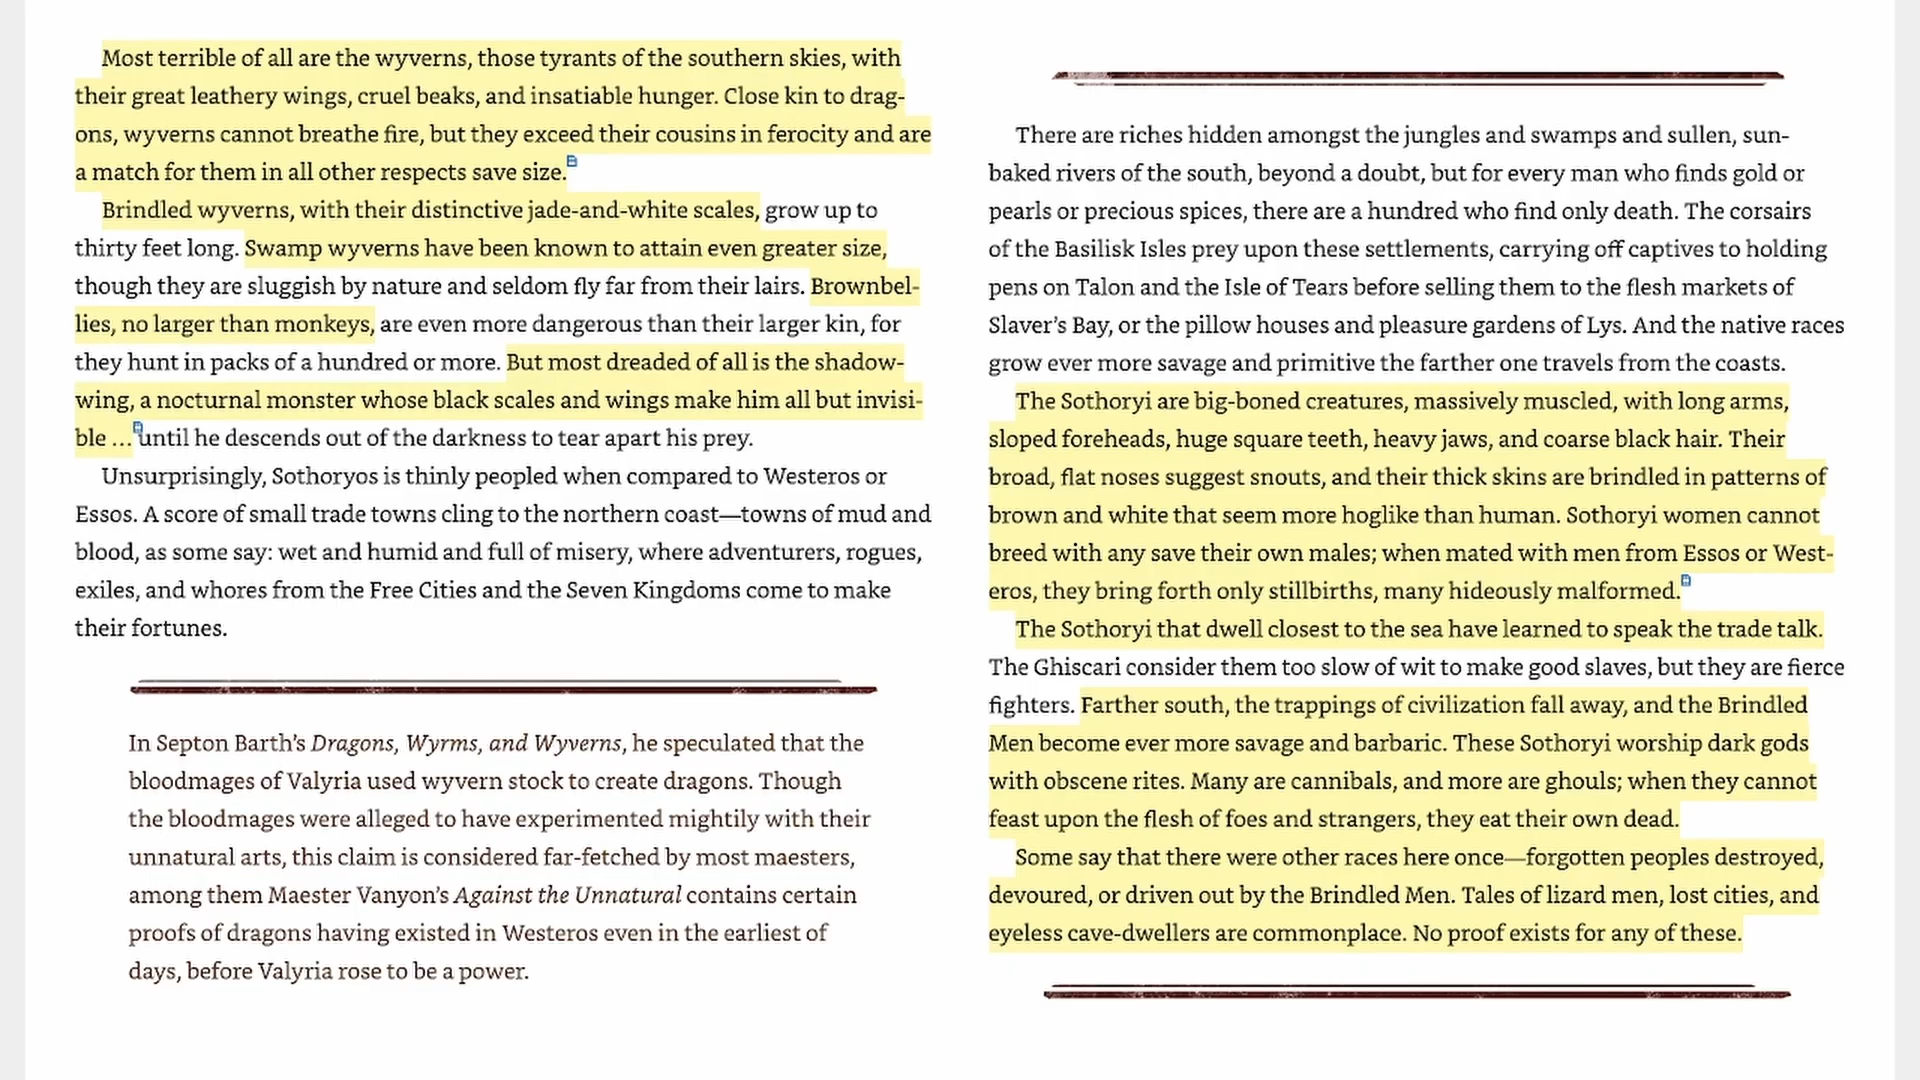 Most terrible of all are the wyverns, those tyrants of the southern skies, with
their great leathery wings, cruel beaks, and insatiable hunger. Close kin to drag-
ons, wyverns cannot breathe fire, but they exceed their cousins in ferocity and are
a match for them in all other respects save size.
Brindled wyverns, with their distinctive jade-and-white scales, grow up to
thirty feet long. Swamp wyverns have been known to attain even greater size,
though they are sluggish by nature and seldom fly far from their lairs. Brownbel-
lies, no larger than monkeys, are even more dangerous than their larger kin, for
they hunt in packs of a hundred or more. But most dreaded of all is the shadow-
wing, a nocturnal monster whose black scales and wings make him all but invisi-
ble … until he descends out of the darkness to tear apart his prey.
Unsurprisingly, Sothoryos is thinly peopled when compared to Westeros or
Essos. A score of small trade towns cling to the northern coast—towns of mud and
blood, as some say: wet and humid and full of misery, where adventurers, rogues,
exiles, and whores from the Free Cities and the Seven Kingdoms come to make
their fortunes.
In Septon Barth’s Dragons, Wyrms, and Wyverns, he speculated that the
bloodmages of Valyria used wyvern stock to create dragons. Though
the bloodmages were alleged to have experimented mightily with their
unnatural arts, this claim is considered far-fetched by most maesters,
among them Maester Vanyon’s Against the Unnatural contains certain
proofs of dragons having existed in Westeros even in the earliest of
days, before Valyria rose to be a power.
There are riches hidden amongst the jungles and swamps and sullen, sun-
baked rivers of the south, beyond a doubt, but for every man who finds gold or
pearls or precious spices, there are a hundred who find only death. The corsairs
of the Basilisk Isles prey upon these settlements, carrying off captives to holding
pens on Talon and the Isle of Tears before selling them to the flesh markets of
Slaver’s Bay, or the pillow houses and pleasure gardens of Lys. And the native races
grow ever more savage and primitive the farther one travels from the coasts.
The Sothoryi are big-boned creatures, massively muscled, with long arms,
sloped foreheads, huge square teeth, heavy jaws, and coarse black hair. Their
broad, flat noses suggest snouts, and their thick skins are brindled in patterns of
brown and white that seem more hoglike than human. Sothoryi women cannot
breed with any save their own males; when mated with men from Essos or West-
eros, they bring forth only stillbirths, many hideously malformed.
The Sothoryi that dwell closest to the sea have learned to speak the trade talk.
The Ghiscari consider them too slow of wit to make good slaves, but they are fierce
fighters. Farther south, the trappings of civilization fall away, and the Brindled
Men become ever more savage and barbaric. These Sothoryi worship dark gods
with obscene rites. Many are cannibals, and more are ghouls; when they cannot
feast upon the flesh of foes and strangers, they eat their own dead.
Some say that there were other races here once—forgotten peoples destroyed,
devoured, or driven out by the Brindled Men. Tales of lizard men, lost cities, and
eyeless cave-dwellers are commonplace. No proof exists for any of these.